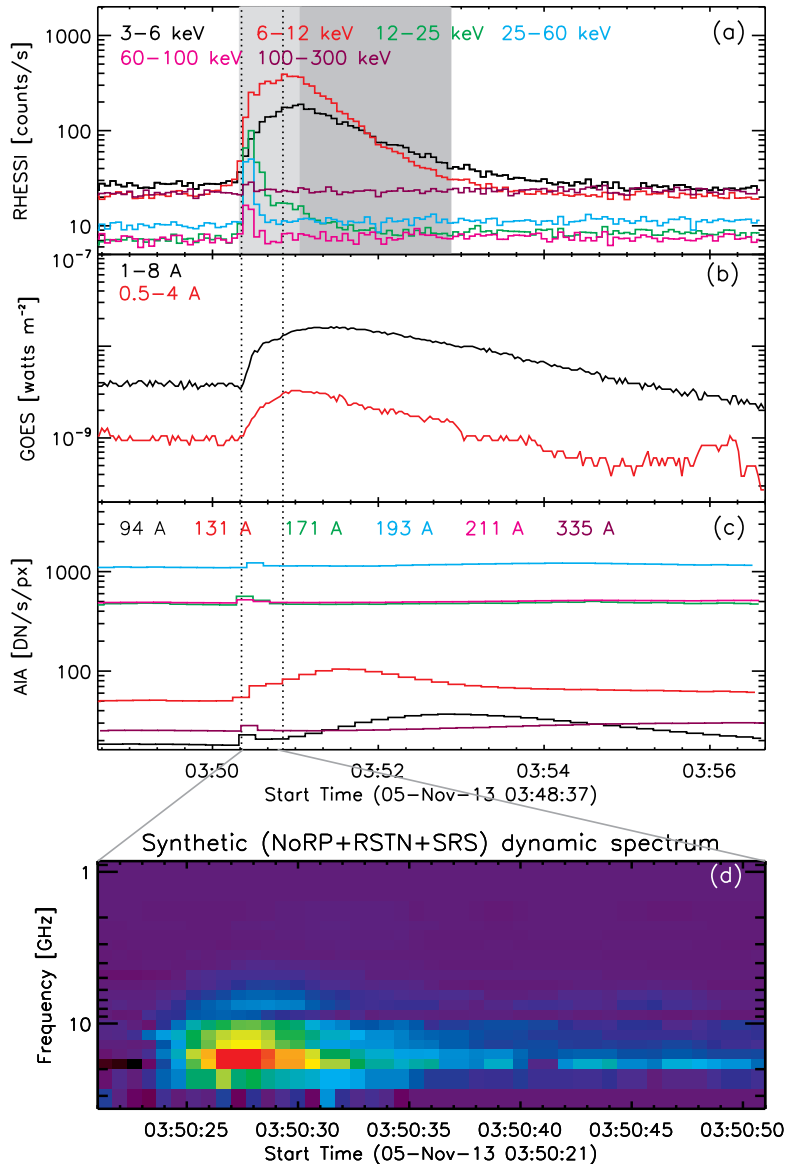 3−6 keV 6−12 keV 12−25 keV 25−60 keV (a)
60−100 keV 100−300 keV
RHESSI [counts/s]
1000
100
10
1−8 A (b)
0.5−4 A
GOES [watts m⁻²]
10⁻⁷
10⁻⁹
94 A 131 A 171 A 193 A 211 A 335 A (c)
AIA [DN/s/px]
1000
100
03:50 03:52 03:54 03:56
Start Time (05−Nov−13 03:48:37)
Synthetic (NoRP+RSTN+SRS) dynamic spectrum
(d)
Frequency [GHz]
1
10
03:50:25 03:50:30 03:50:35 03:50:40 03:50:45 03:50:50
Start Time (05−Nov−13 03:50:21)